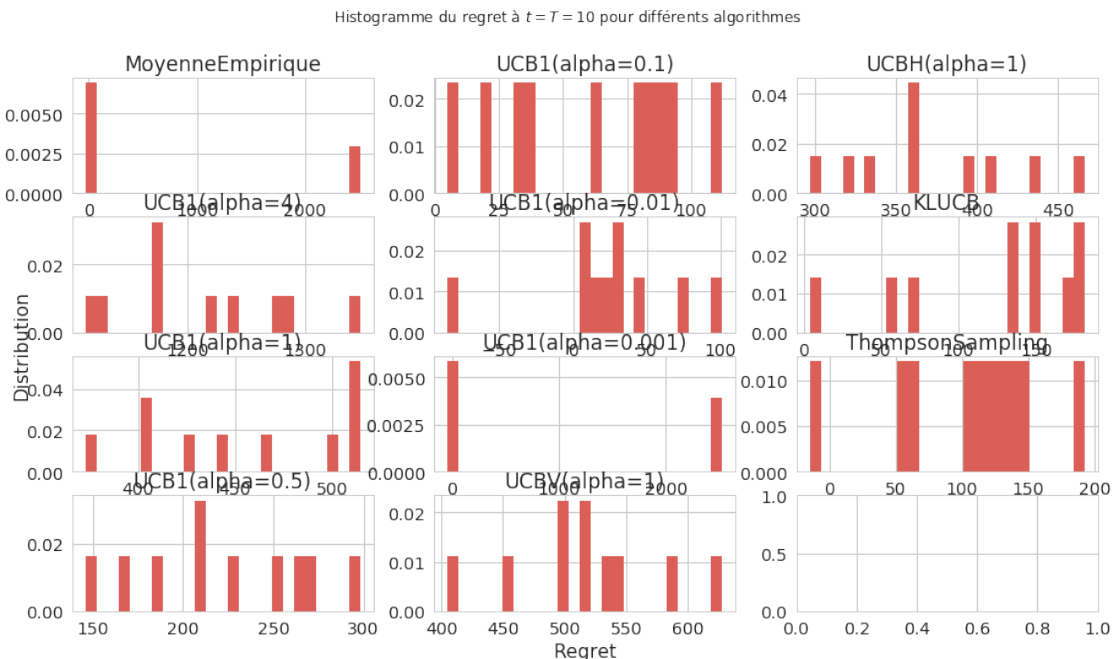 Histogramme du regret à t = T = 10 pour différents algorithmes
MoyenneEmpirique
UCB1(alpha=0.1)
UCBH(alpha=1)
0.0050
0.0025
0.0000
0 1000 2000
0.02
0.01
0.00
0 25 50 75 100
0.04
0.02
0.00
300 350 400 450
UCB1(alpha=4)
UCB1(alpha=0.01)
KLUCB
0.02
0.00
1200 1300
0.02
0.01
0.00
−50 0 50 100
0.02
0.01
0.00
0 50 100 150
Distribution
UCB1(alpha=1)
UCB1(alpha=0.001)
ThompsonSampling
0.04
0.02
0.00
400 450 500
0.0050
0.0025
0.0000
0 1000 2000
0.010
0.005
0.000
0 50 100 150 200
UCB1(alpha=0.5)
UCBV(alpha=1)
0.02
0.00
150 200 250 300
0.02
0.01
0.00
400 450 500 550 600
1.0
0.5
0.0
0.0 0.2 0.4 0.6 0.8 1.0
Regret